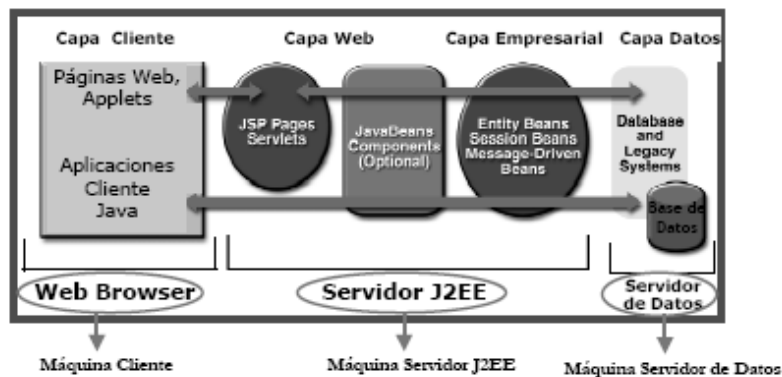 Capa Cliente
Capa Web
Capa Empresarial
Capa Datos
Páginas Web,
Applets
Aplicaciones
Cliente
Java
JSP Pages
Servlets
JavaBeans
Components
(Optional)
Entity Beans
Session Beans
Message-Driven
Beans
Database
and
Legacy
Systems
Base de
Datos
Web Browser
Servidor J2EE
Servidor
de Datos
Máquina Cliente
Máquina Servidor J2EE
Máquina Servidor de Datos